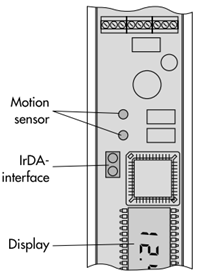 Motion
sensor
IrDA-
interface
Display